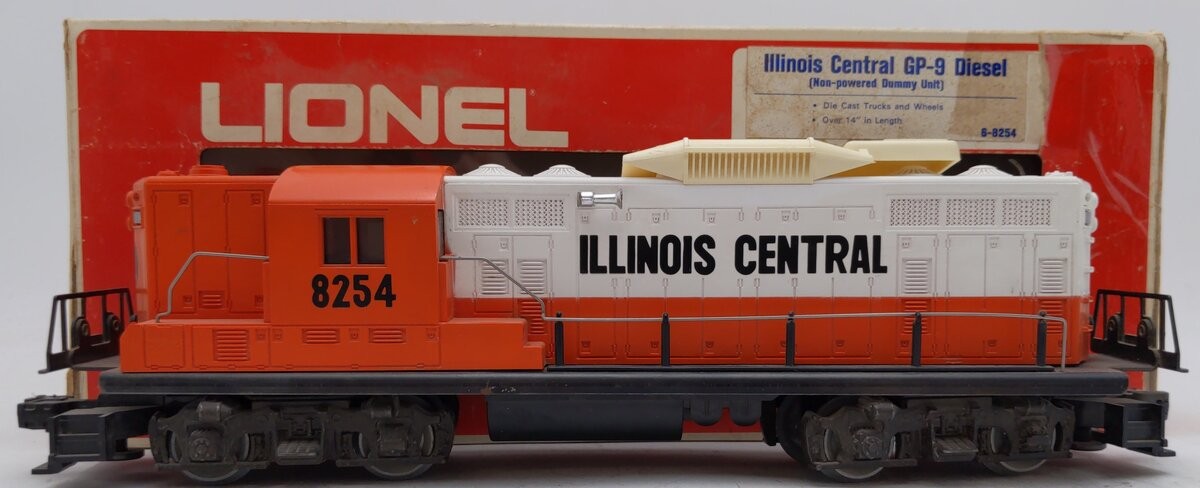 LIONEL
Illinois Central GP-9 Diesel
(Non-powered Dummy Unit)
• Die Cast Trucks and Wheels
• Over 14" in Length
6-8254
ILLINOIS CENTRAL
8254